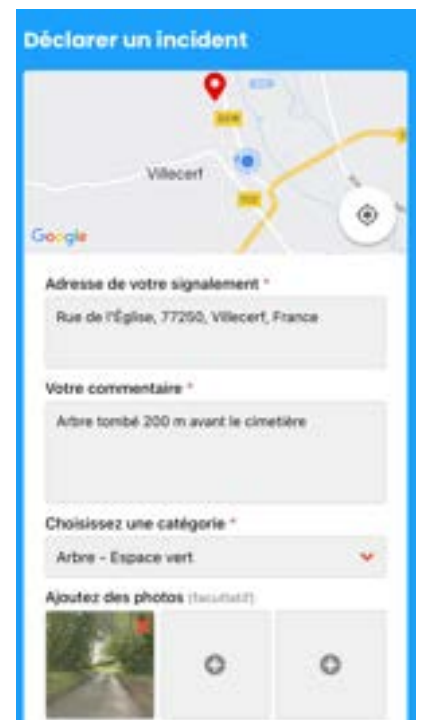 Déclarer un incident
Villecerf
Google
Adresse de votre signalement *
Rue de l'Église, 77250, Villecerf, France
Votre commentaire *
Arbre tombé 200 m avant le cimetière
Choisissez une catégorie *
Arbre - Espace vert
Ajoutez des photos (facultatif)